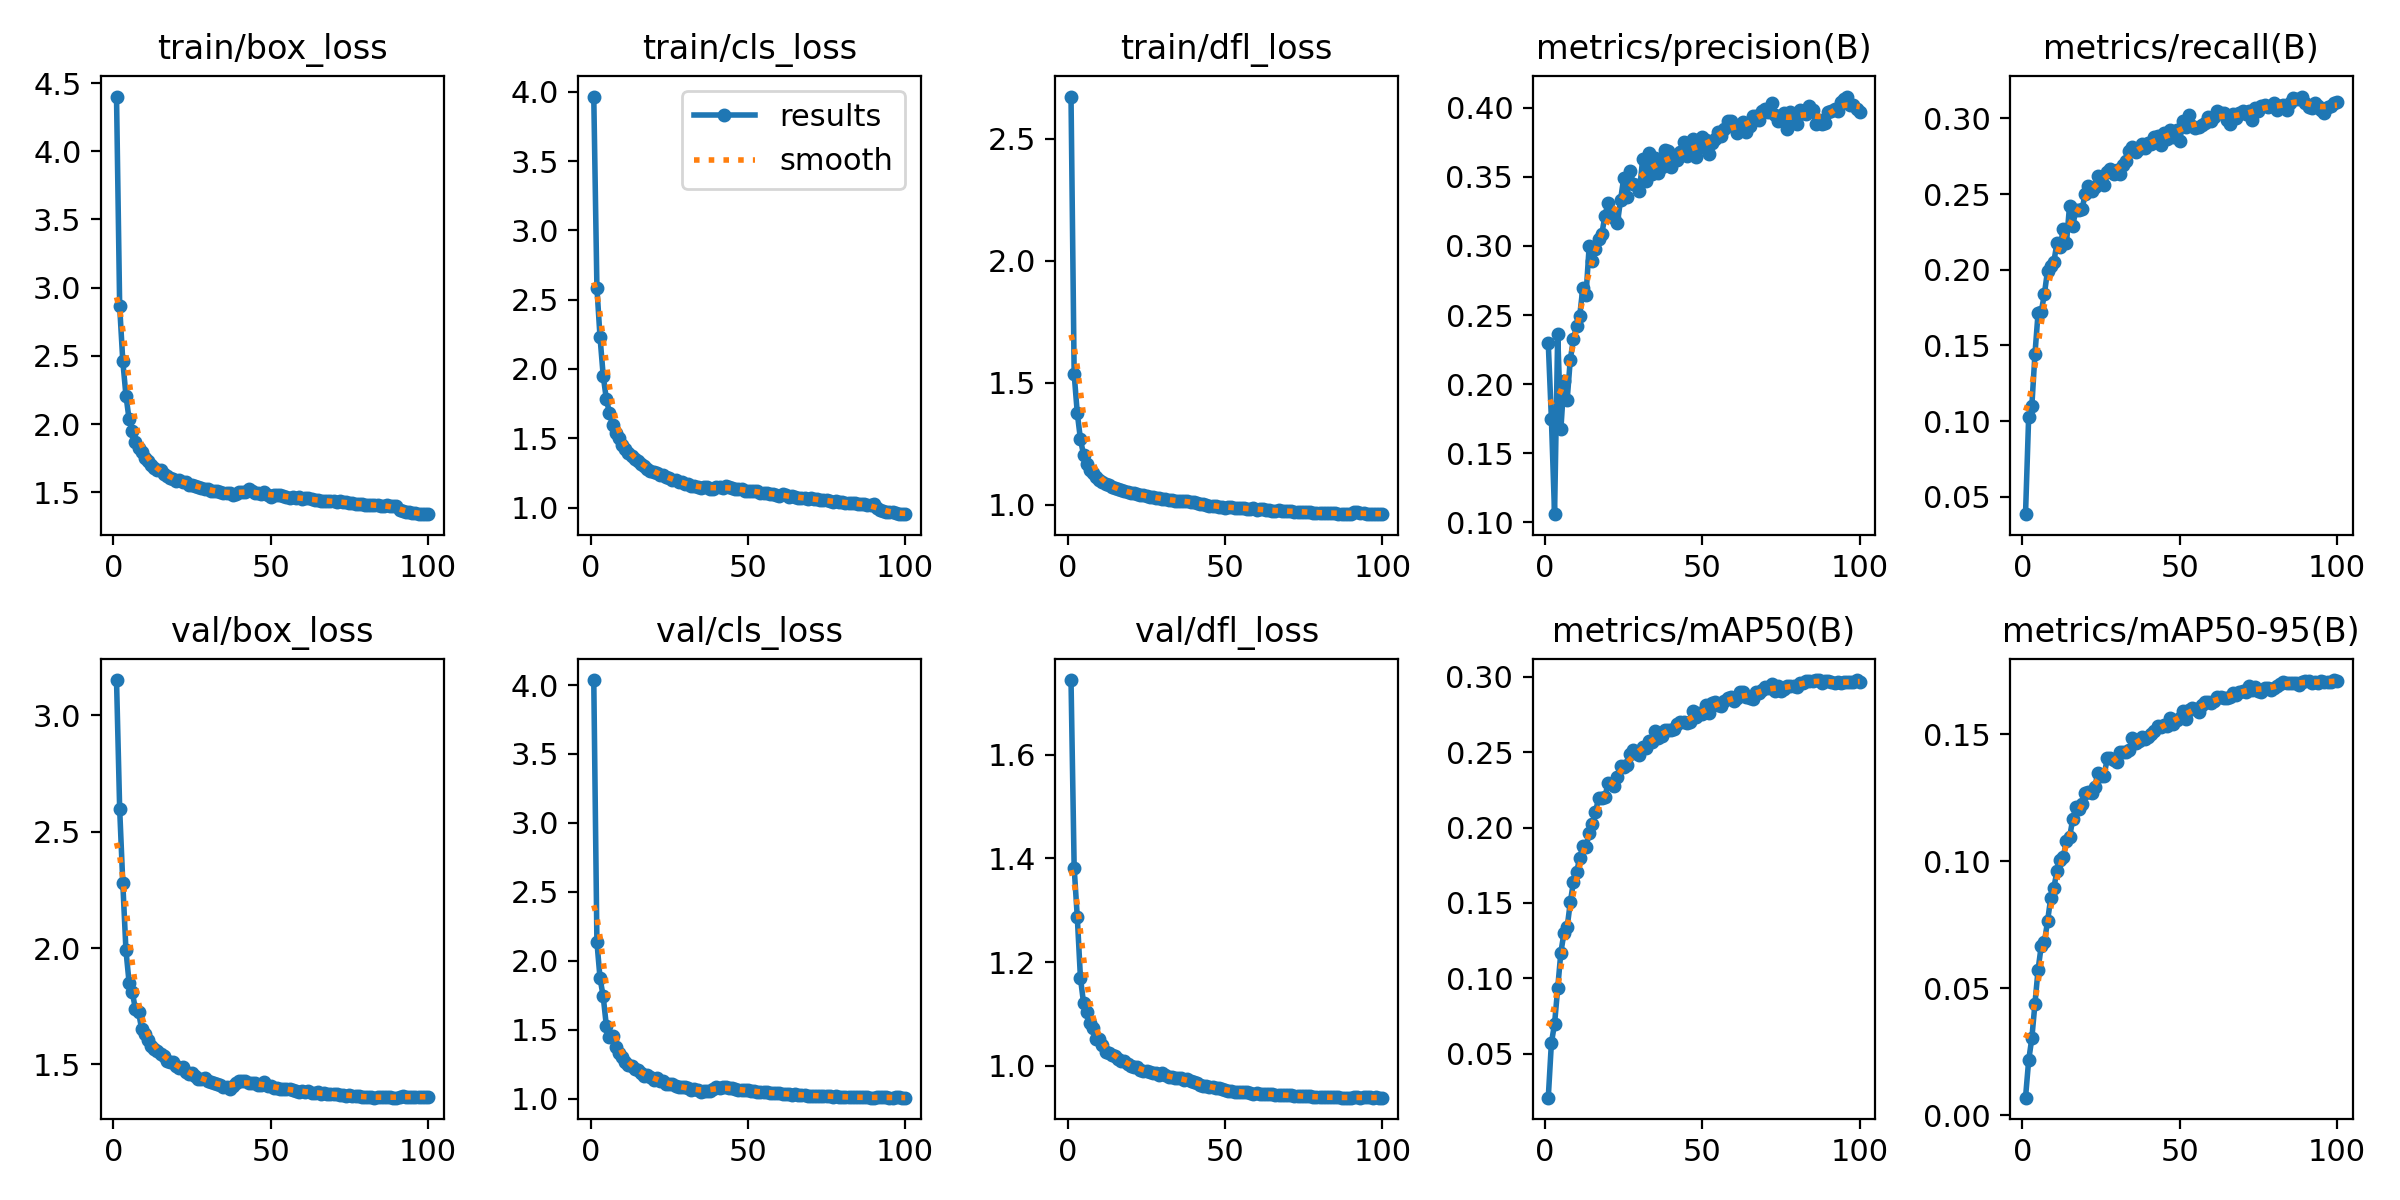 train/box_loss
4.5
4.0
3.5
3.0
2.5
2.0
1.5
0 50 100
train/cls_loss
results
smooth
4.0
3.5
3.0
2.5
2.0
1.5
1.0
0 50 100
train/dfl_loss
2.5
2.0
1.5
1.0
0 50 100
metrics/precision(B)
0.40
0.35
0.30
0.25
0.20
0.15
0.10
0 50 100
metrics/recall(B)
0.30
0.25
0.20
0.15
0.10
0.05
0 50 100
val/box_loss
3.0
2.5
2.0
1.5
0 50 100
val/cls_loss
4.0
3.5
3.0
2.5
2.0
1.5
1.0
0 50 100
val/dfl_loss
1.6
1.4
1.2
1.0
0 50 100
metrics/mAP50(B)
0.30
0.25
0.20
0.15
0.10
0.05
0 50 100
metrics/mAP50-95(B)
0.15
0.10
0.05
0.00
0 50 100